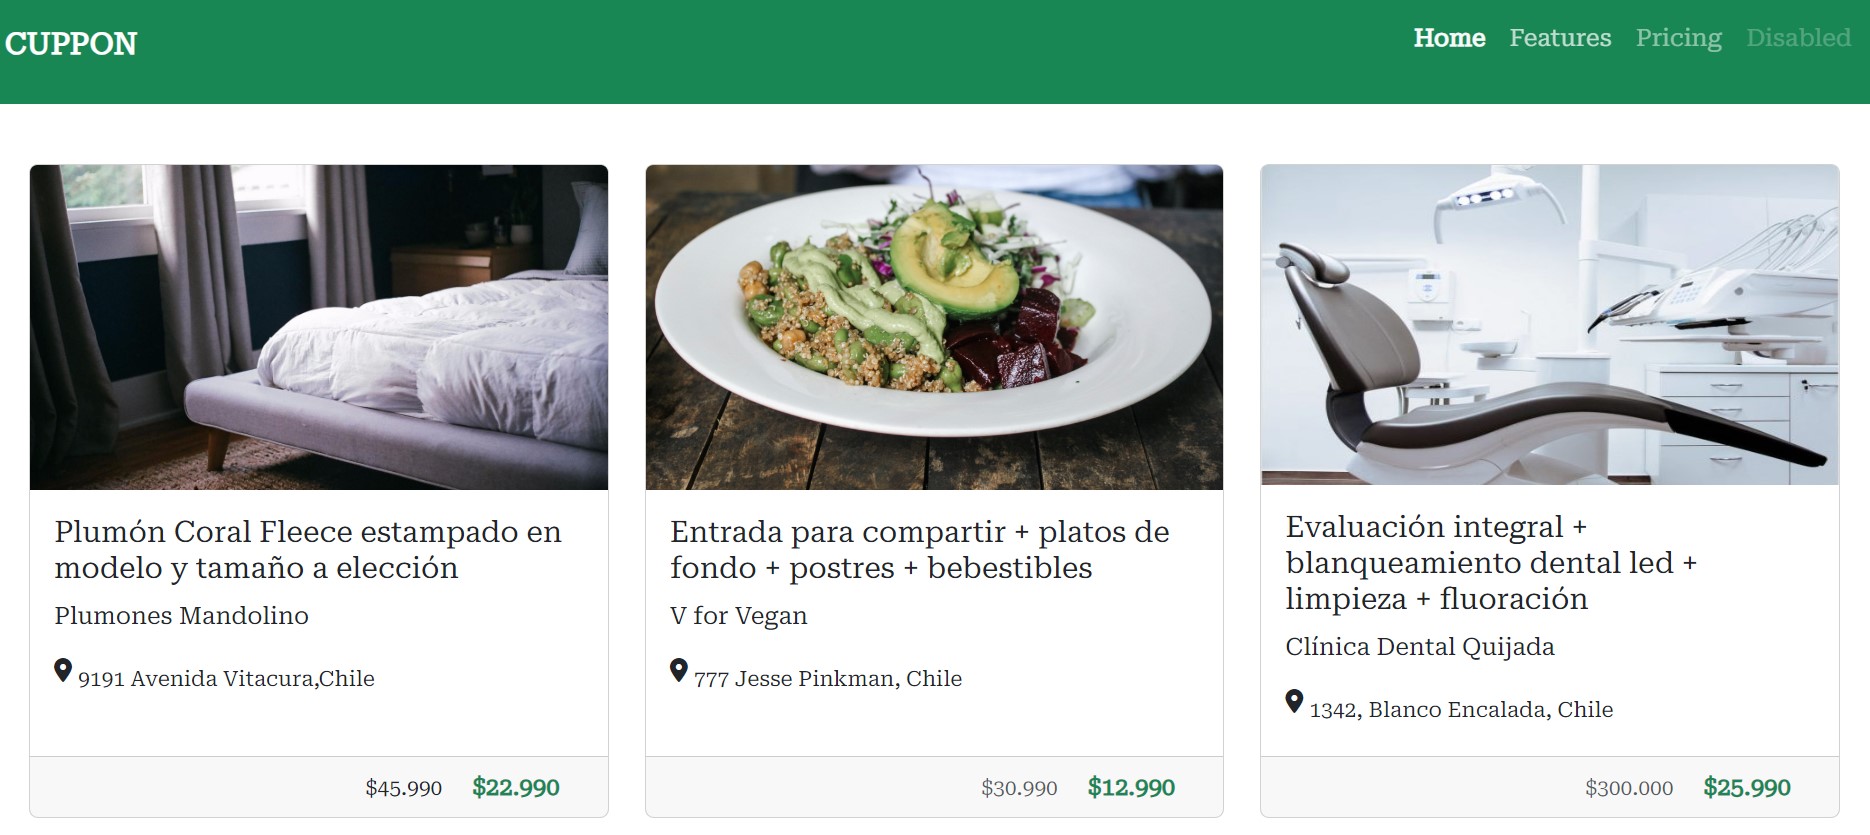 CUPPON
Home Features Pricing Disabled
Plumón Coral Fleece estampado en
modelo y tamaño a elección
Plumones Mandolino
9191 Avenida Vitacura,Chile
$45.990 $22.990
Entrada para compartir + platos de
fondo + postres + bebestibles
V for Vegan
777 Jesse Pinkman, Chile
$30.990 $12.990
Evaluación integral +
blanqueamiento dental led +
limpieza + fluoración
Clínica Dental Quijada
1342, Blanco Encalada, Chile
$300.000 $25.990